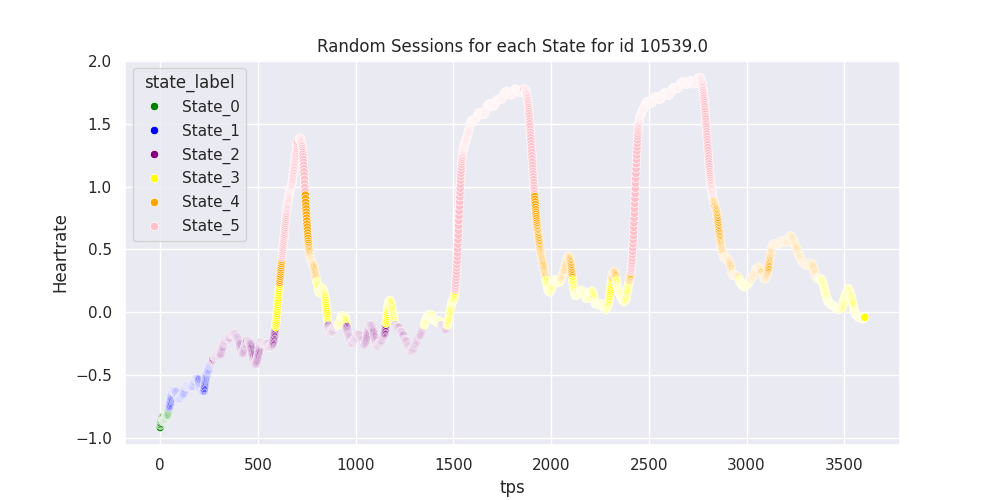 Random Sessions for each State for id 10539.0
2.0
1.5
1.0
0.5
0.0
−0.5
−1.0
Heartrate
state_label
State_0
State_1
State_2
State_3
State_4
State_5
0 500 1000 1500 2000 2500 3000 3500
tps